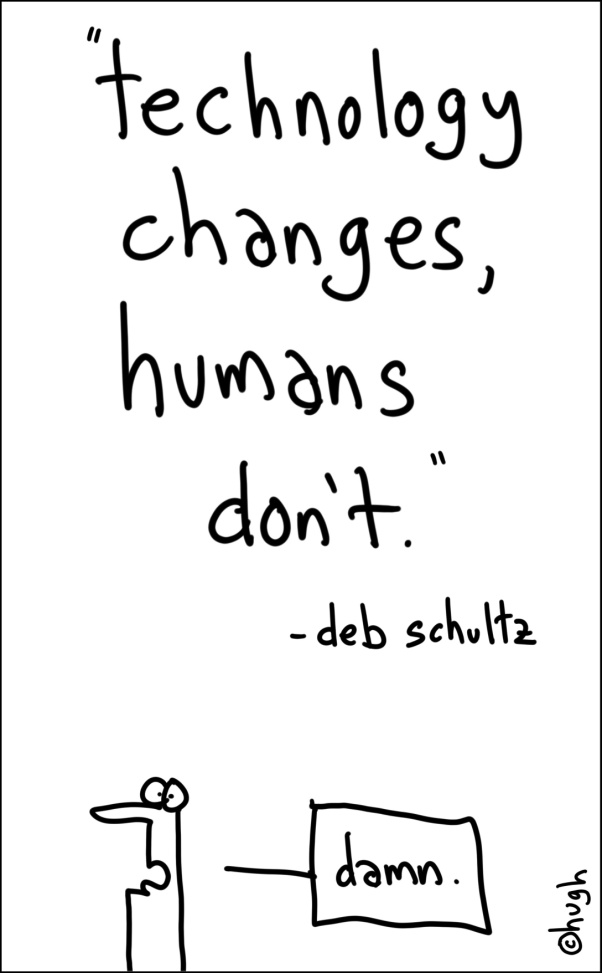 "technology
changes,
humans
don't."
- deb schultz
damn.
©hugh